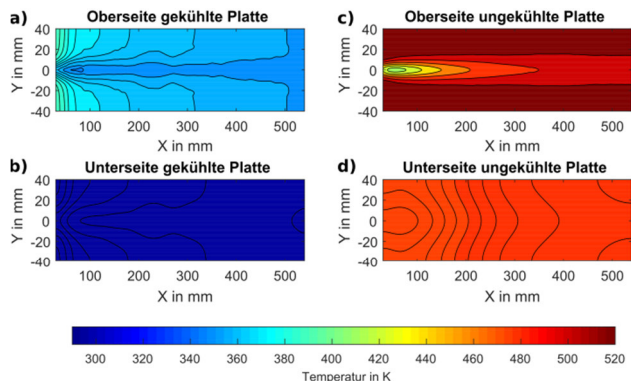 a) Oberseite gekühlte Platte
40
20
0
-20
-40
Y in mm
100 200 300 400 500
X in mm
c) Oberseite ungekühlte Platte
40
20
0
-20
-40
Y in mm
100 200 300 400 500
X in mm
b) Unterseite gekühlte Platte
40
20
0
-20
-40
Y in mm
100 200 300 400 500
X in mm
d) Unterseite ungekühlte Platte
40
20
0
-20
-40
Y in mm
100 200 300 400 500
X in mm
300 320 340 360 380 400 420 440 460 480 500 520
Temperatur in K